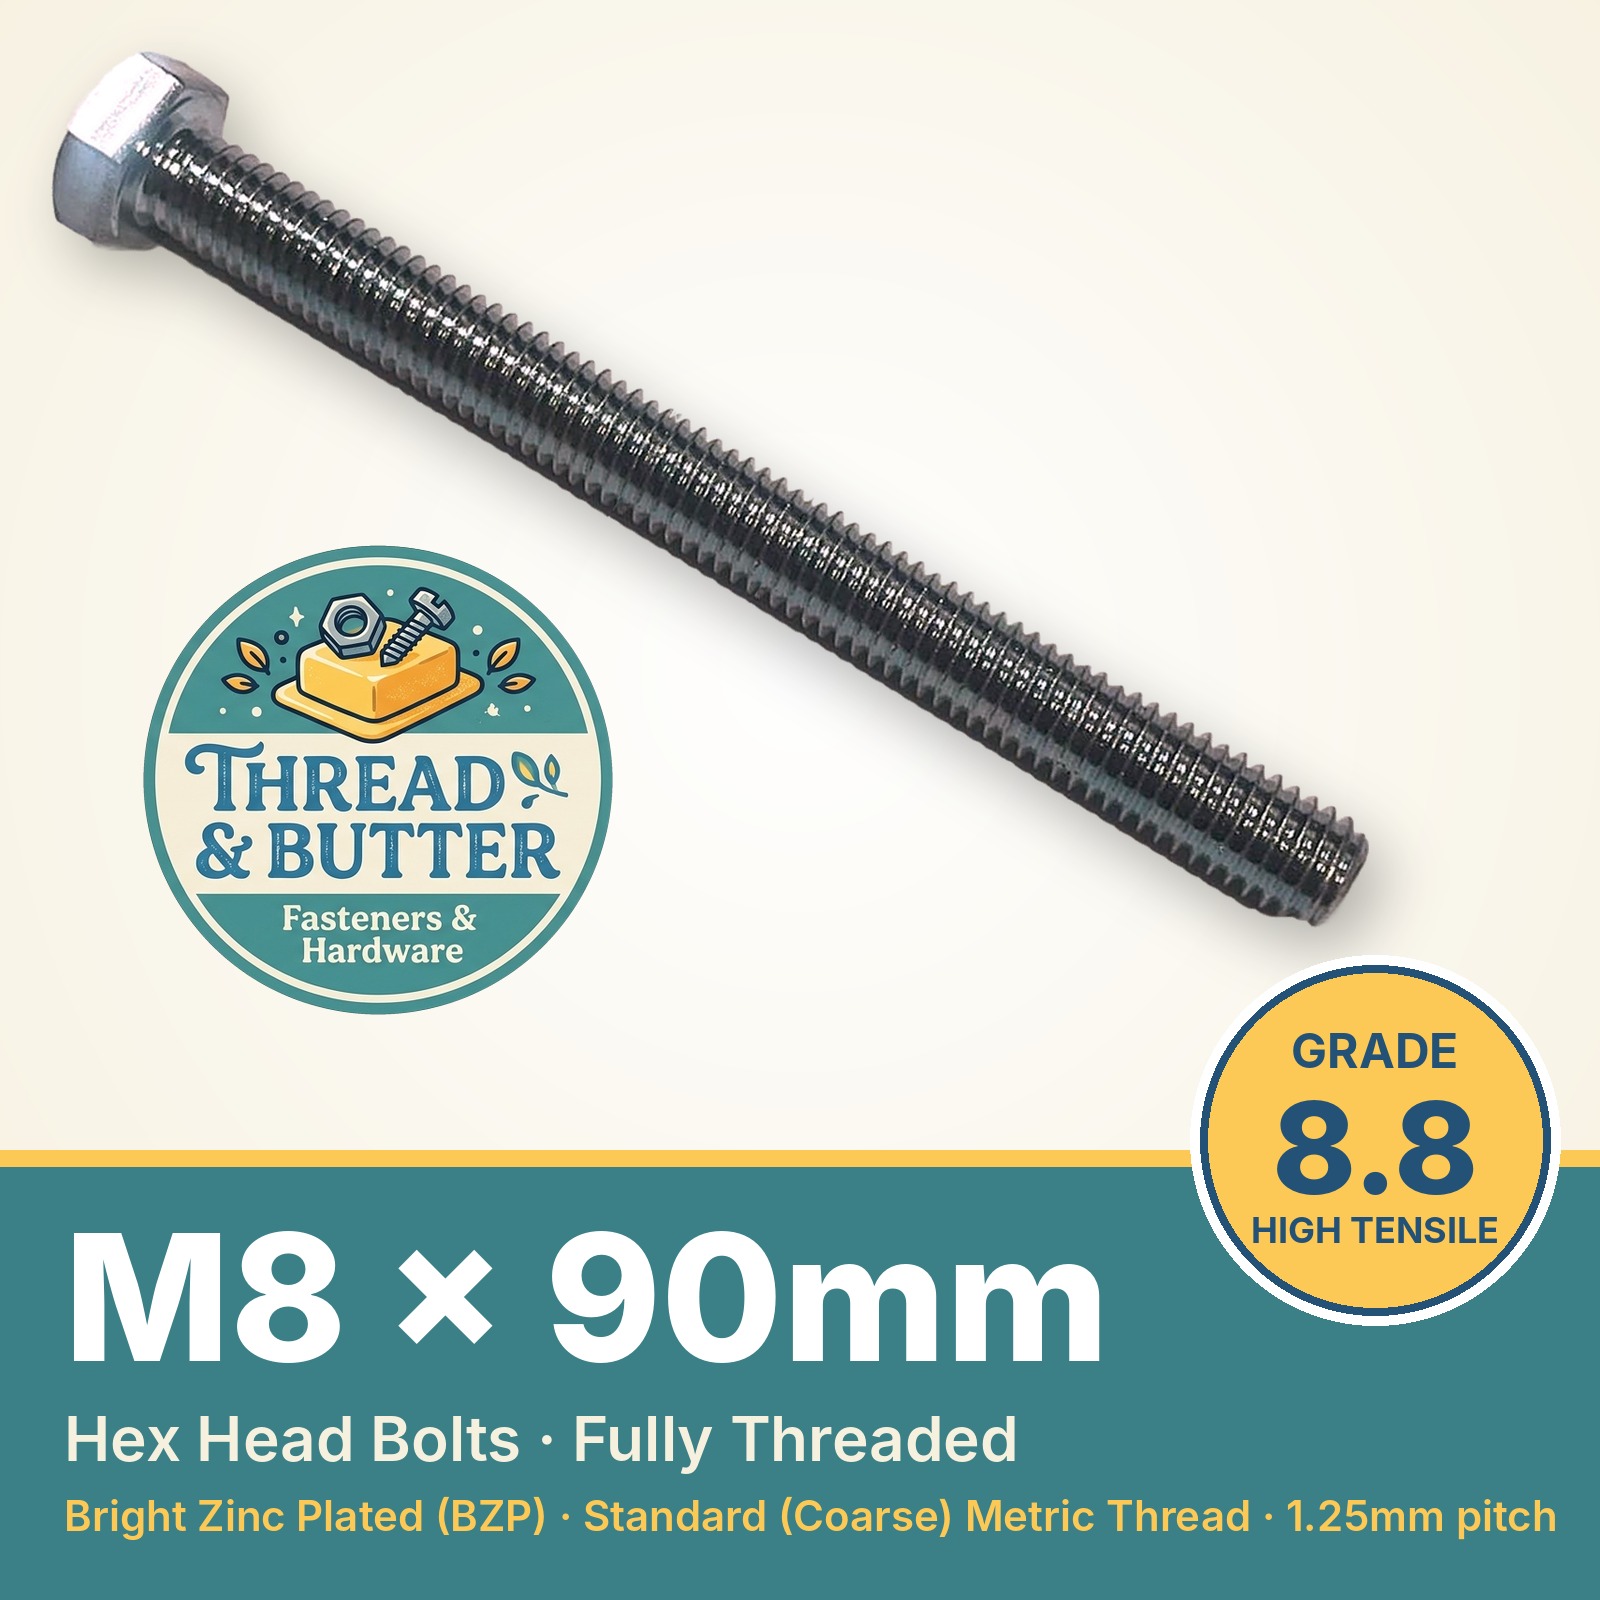 THREAD
& BUTTER
Fasteners &
Hardware
GRADE
8.8
HIGH TENSILE
M8 × 90mm
Hex Head Bolts · Fully Threaded
Bright Zinc Plated (BZP) · Standard (Coarse) Metric Thread · 1.25mm pitch